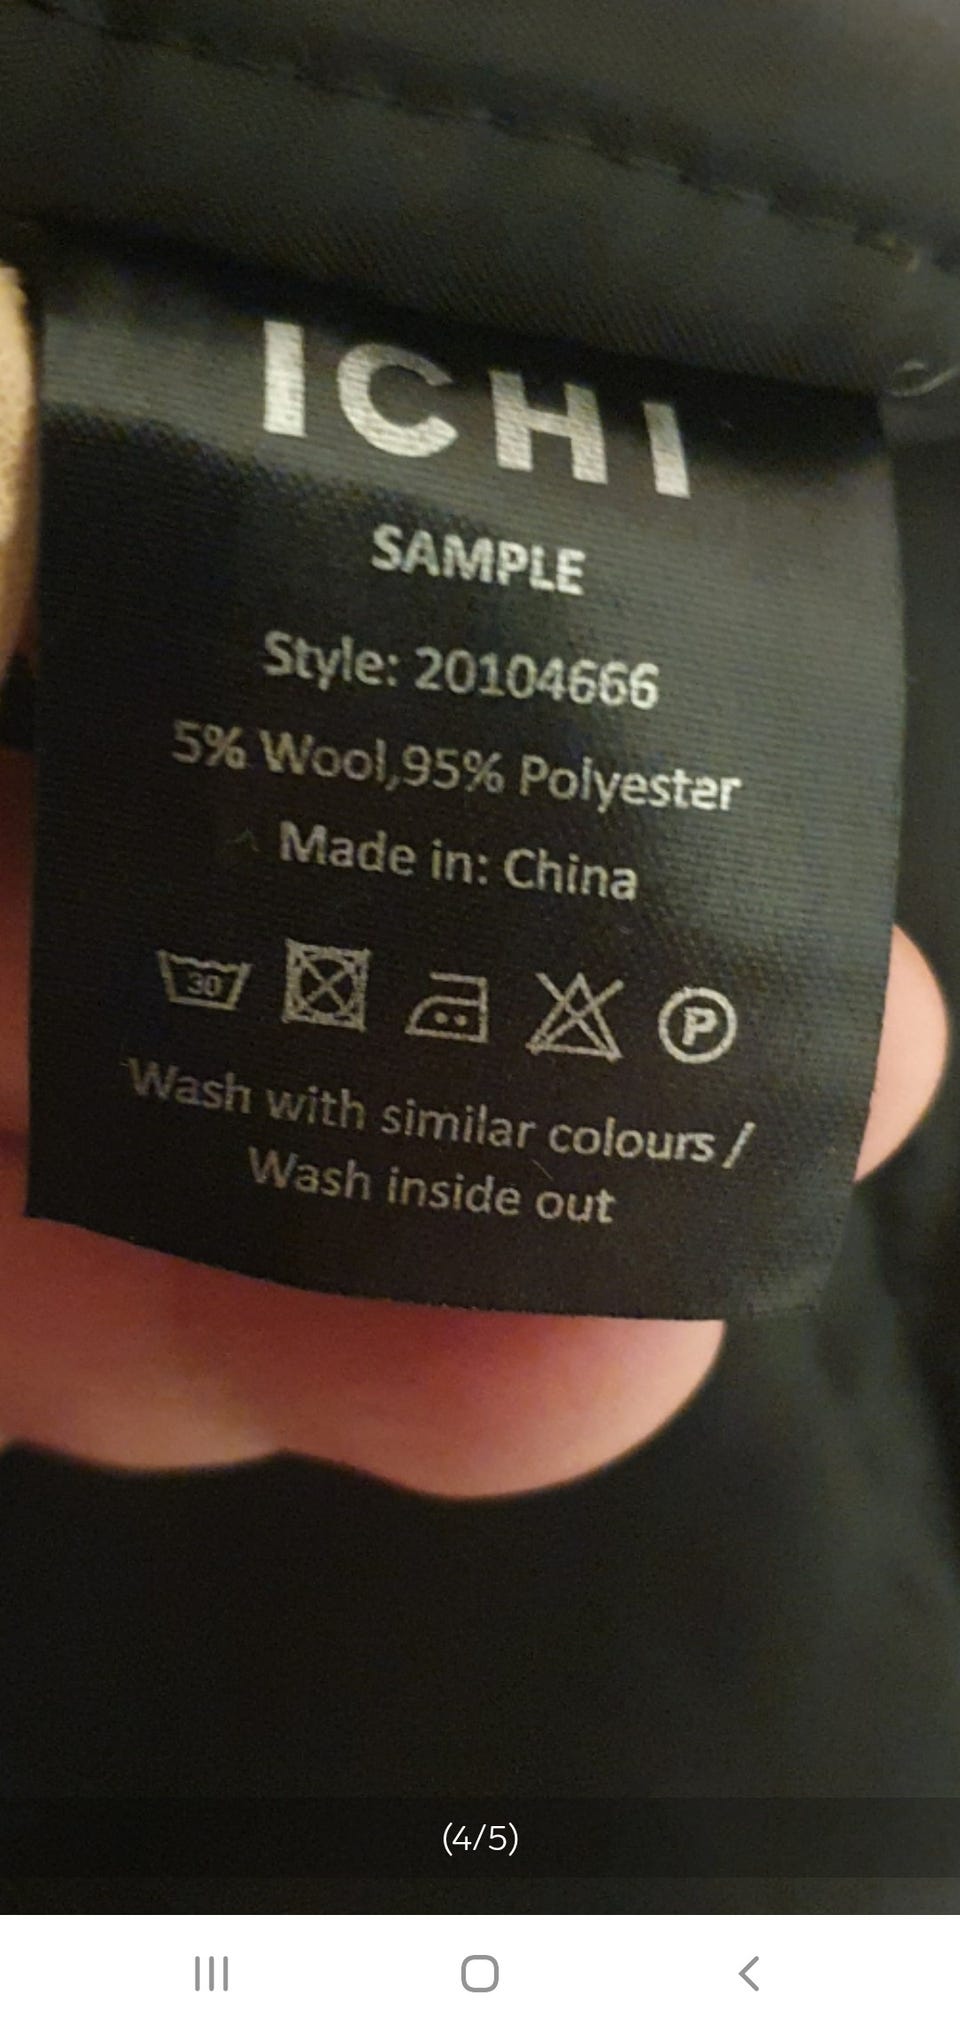 ICHI
SAMPLE
Style: 20104666
5% Wool,95% Polyester
Made in: China
30 P
Wash with similar colours /
Wash inside out
(4/5)